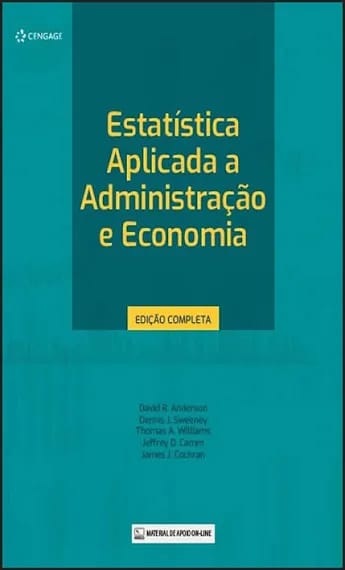 CENGAGE
Estatística
Aplicada a
Administração
e Economia
EDIÇÃO COMPLETA
David R. Anderson
Dennis J. Sweeney
Thomas A. Williams
Jeffrey D. Camm
James J. Cochran
MATERIAL DE APOIO ON-LINE